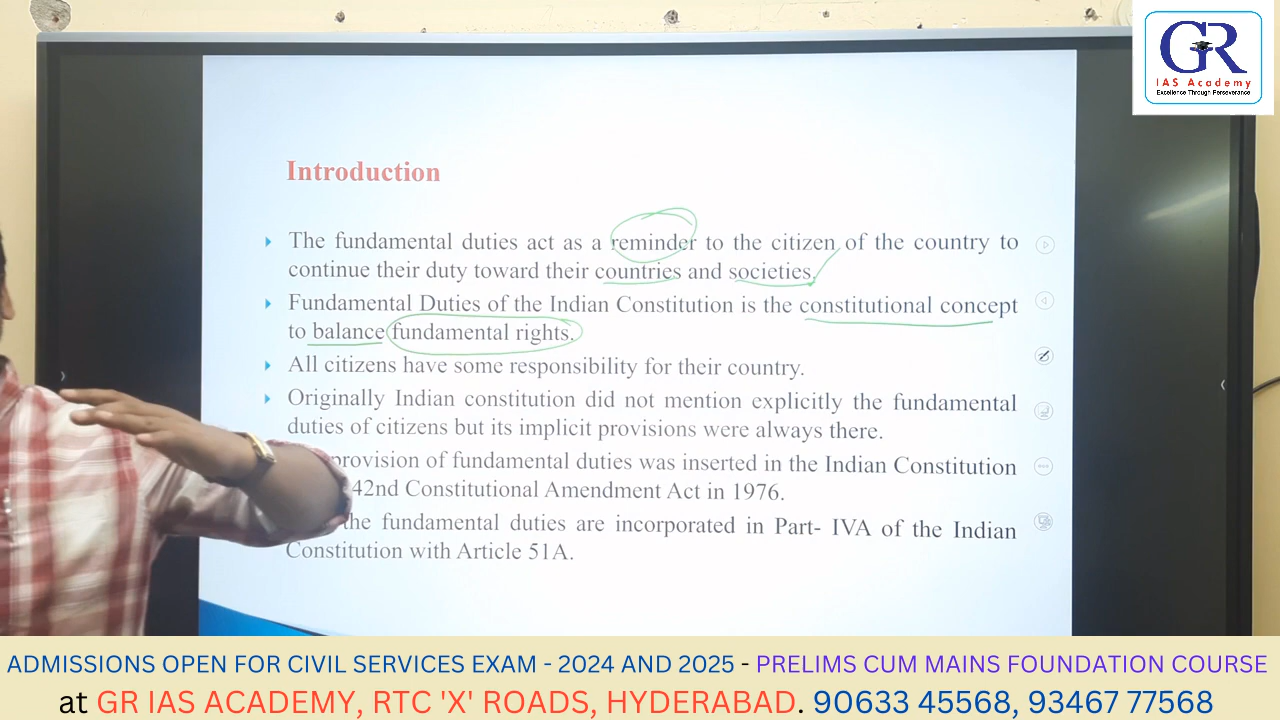 GR
IAS Academy
Excellence Through Perseverance
Introduction
The fundamental duties act as a reminder to the citizen of the country to
continue their duty toward their countries and societies.
Fundamental Duties of the Indian Constitution is the constitutional concept
to balance fundamental rights.
All citizens have some responsibility for their country.
Originally Indian constitution did not mention explicitly the fundamental
duties of citizens but its implicit provisions were always there.
provision of fundamental duties was inserted in the Indian Constitution
42nd Constitutional Amendment Act in 1976.
the fundamental duties are incorporated in Part- IVA of the Indian
Constitution with Article 51A.
ADMISSIONS OPEN FOR CIVIL SERVICES EXAM - 2024 AND 2025 - PRELIMS CUM MAINS FOUNDATION COURSE
at GR IAS ACADEMY, RTC 'X' ROADS, HYDERABAD. 90633 45568, 93467 77568